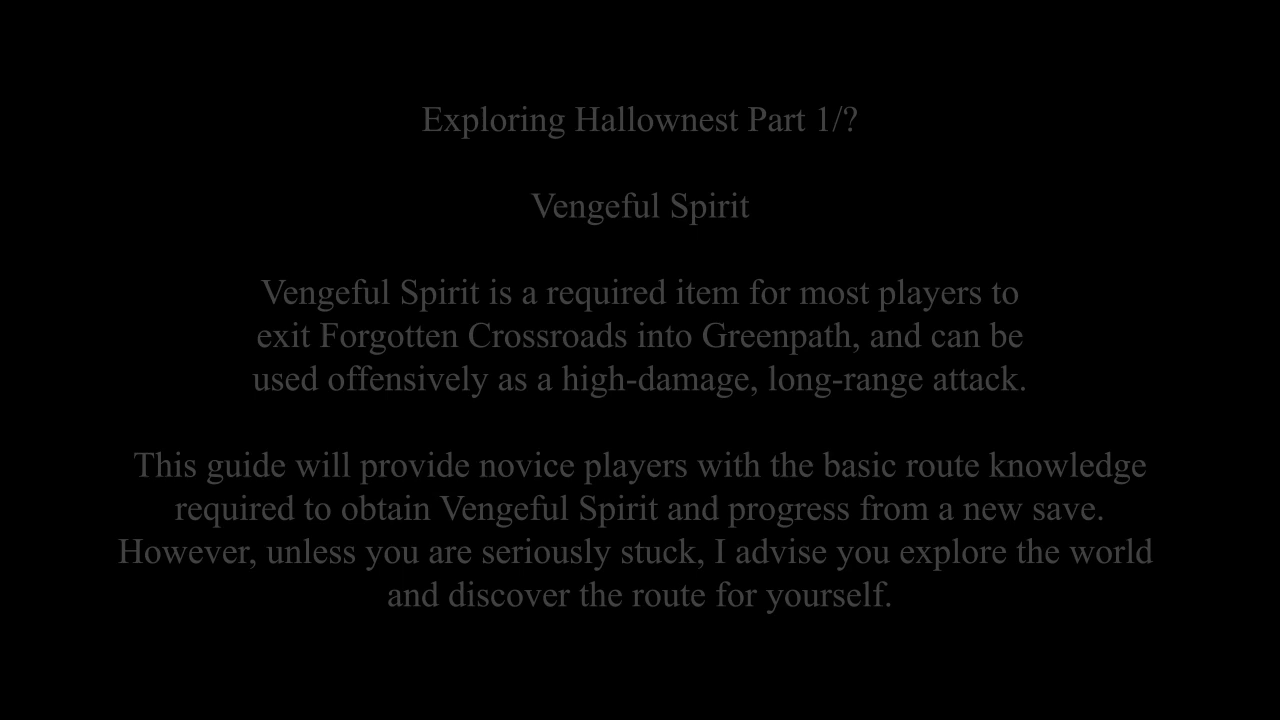 Exploring Hallownest Part 1/?
Vengeful Spirit
Vengeful Spirit is a required item for most players to
exit Forgotten Crossroads into Greenpath, and can be
used offensively as a high-damage, long-range attack.
This guide will provide novice players with the basic route knowledge
required to obtain Vengeful Spirit and progress from a new save.
However, unless you are seriously stuck, I advise you explore the world
and discover the route for yourself.